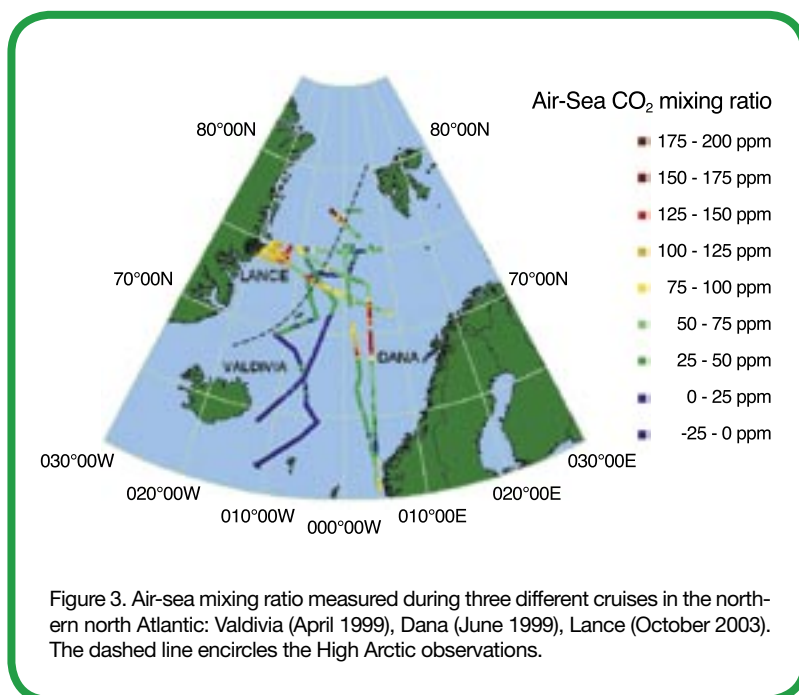 Air-Sea CO₂ mixing ratio
80°00N
80°00N
175 - 200 ppm
150 - 175 ppm
125 - 150 ppm
100 - 125 ppm
LANCE
70°00N
70°00N
75 - 100 ppm
50 - 75 ppm
VALDIVIA
DANA
25 - 50 ppm
0 - 25 ppm
-25 - 0 ppm
030°00W
030°00E
020°00W
020°00E
010°00W
010°00E
000°00W
Figure 3. Air-sea mixing ratio measured during three different cruises in the north-
ern north Atlantic: Valdivia (April 1999), Dana (June 1999), Lance (October 2003).
The dashed line encircles the High Arctic observations.